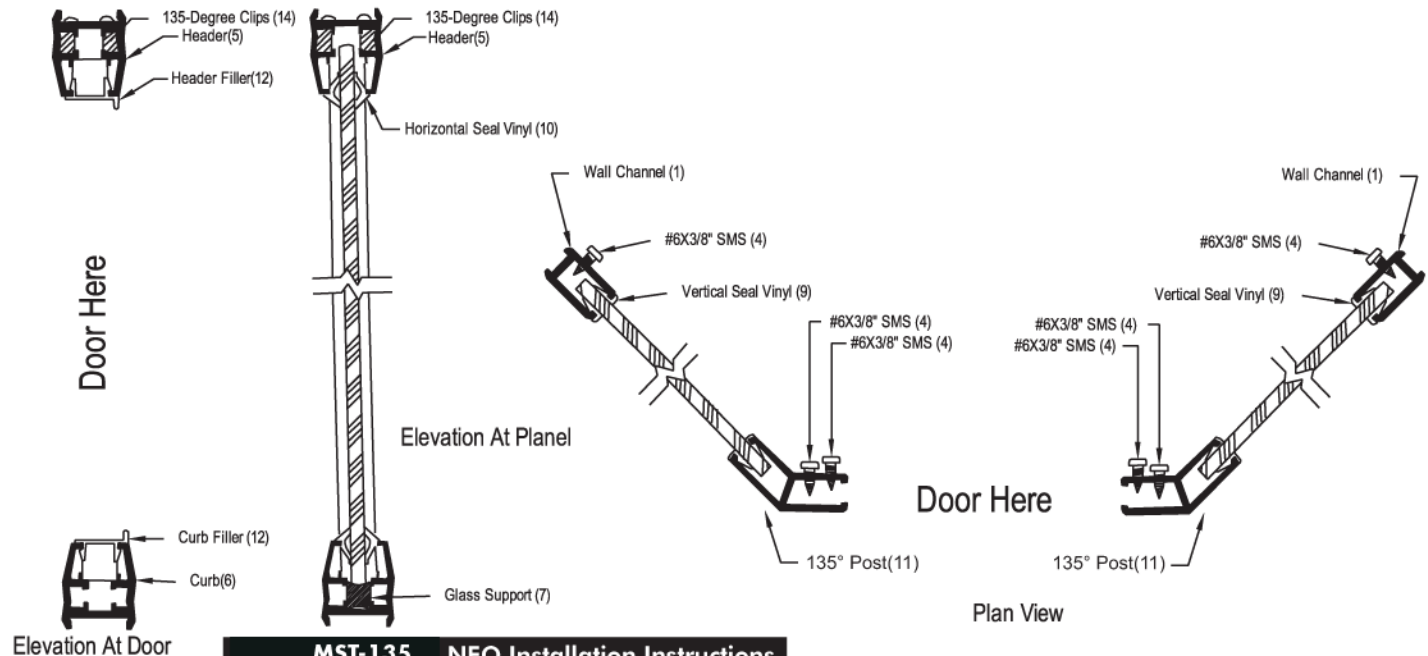 135-Degree Clips (14)
Header(5)
Header Filler(12)
Door Here
Curb Filler (12)
Curb(6)
Elevation At Door
135-Degree Clips (14)
Header(5)
Horizontal Seal Vinyl (10)
Elevation At Planel
Glass Support (7)
Wall Channel (1)
#6X3/8" SMS (4)
Vertical Seal Vinyl (9)
#6X3/8" SMS (4)
#6X3/8" SMS (4)
135° Post(11)
Door Here
Wall Channel (1)
#6X3/8" SMS (4)
Vertical Seal Vinyl (9)
#6X3/8" SMS (4)
#6X3/8" SMS (4)
135° Post(11)
Plan View
MST-135 NEO Installation Instructions